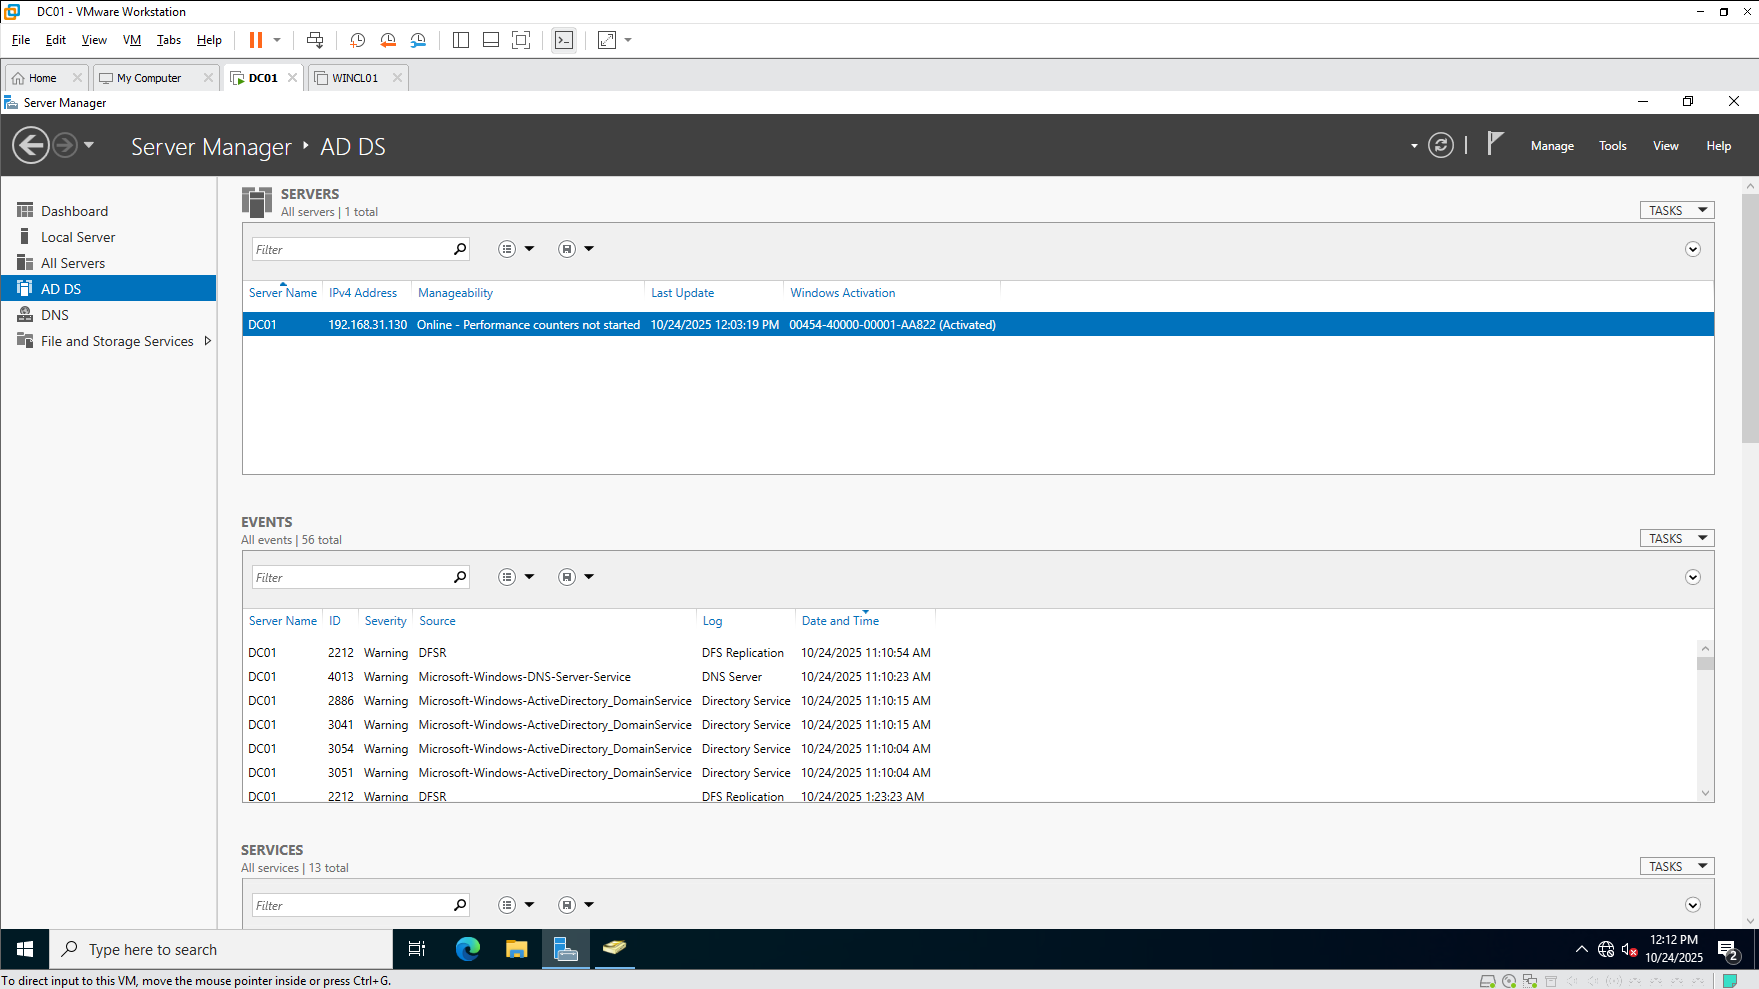 DC01 - VMware Workstation
File Edit View VM Tabs Help
Home My Computer DC01 WINCL01
Server Manager
Server Manager AD DS Manage Tools View Help
Dashboard
Local Server
All Servers
AD DS
DNS
File and Storage Services
SERVERS
All servers | 1 total
TASKS
Filter
Server Name IPv4 Address Manageability Last Update Windows Activation
DC01 192.168.31.130 Online - Performance counters not started 10/24/2025 12:03:19 PM 00454-40000-00001-AA822 (Activated)
EVENTS
All events | 56 total
TASKS
Filter
Server Name ID Severity Source Log Date and Time
DC01 2212 Warning DFSR DFS Replication 10/24/2025 11:10:54 AM
DC01 4013 Warning Microsoft-Windows-DNS-Server-Service DNS Server 10/24/2025 11:10:23 AM
DC01 2886 Warning Microsoft-Windows-ActiveDirectory_DomainService Directory Service 10/24/2025 11:10:15 AM
DC01 3041 Warning Microsoft-Windows-ActiveDirectory_DomainService Directory Service 10/24/2025 11:10:15 AM
DC01 3054 Warning Microsoft-Windows-ActiveDirectory_DomainService Directory Service 10/24/2025 11:10:04 AM
DC01 3051 Warning Microsoft-Windows-ActiveDirectory_DomainService Directory Service 10/24/2025 11:10:04 AM
DC01 2212 Warning DFSR DFS Replication 10/24/2025 1:23:23 AM
SERVICES
All services | 13 total
TASKS
Filter
Type here to search
12:12 PM
10/24/2025
2
To direct input to this VM, move the mouse pointer inside or press Ctrl+G.